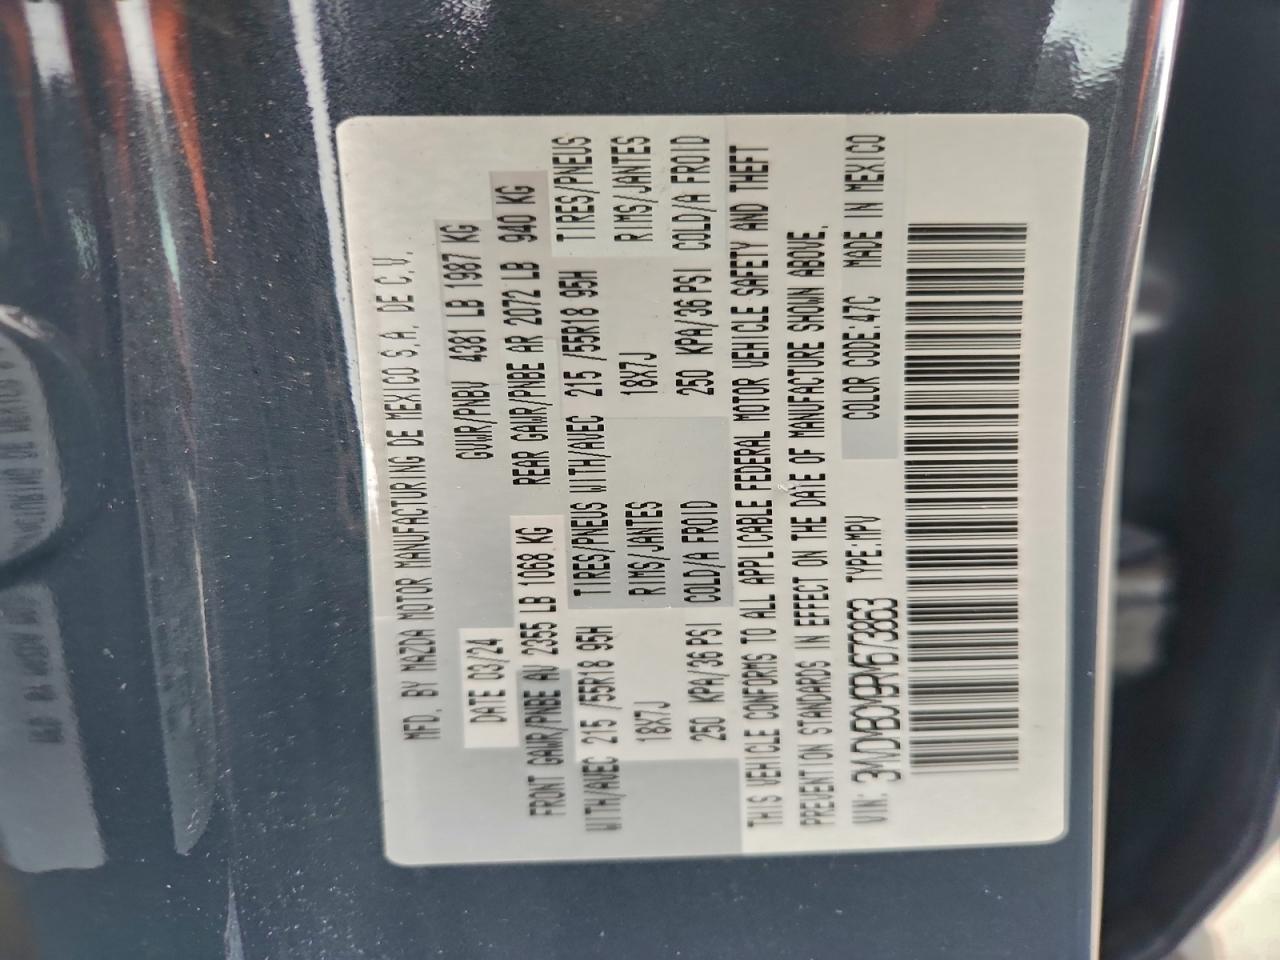 MFD. BY MAZDA MOTOR MANUFACTURING DE MEXICO S.A. DE C.V.
DATE 03/24 GVWR/PNBV 4381 LB 1987 KG
FRONT GAWR/PNBE AV 2355 LB 1068 KG REAR GAWR/PNBE AR 2072 LB 940 KG
WITH/AVEC 215 /55R18 95H TIRES/PNEUS WITH/AVEC 215 /55R18 95H TIRES/PNEUS
18X7J RIMS/JANTES 18X7J RIMS/JANTES
250 KPA/36 PSI COLD/A FROID 250 KPA/36 PSI COLD/A FROID
THIS VEHICLE CONFORMS TO ALL APPLICABLE FEDERAL MOTOR VEHICLE SAFETY AND THEFT
PREVENTION STANDARDS IN EFFECT ON THE DATE OF MANUFACTURE SHOWN ABOVE.
VIN: TYPE:MPV COLOR CODE:47C MADE IN MEXICO